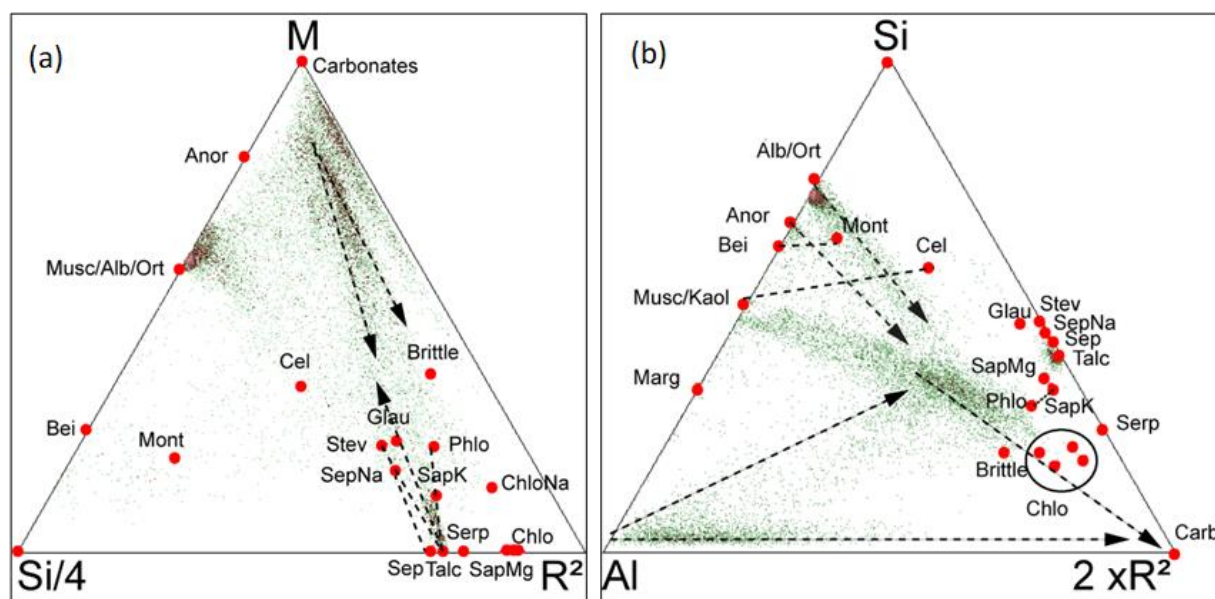 (a)
M
Carbonates
Anor
Musc/Alb/Ort
Cel
Brittle
Bei
Mont
Glau
Stev
Phlo
SepNa
SapK
ChloNa
Serp
Chlo
Sep
Talc
SapMg
Si/4
R²
(b)
Si
Alb/Ort
Anor
Mont
Bei
Cel
Musc/Kaol
Glau
Stev
SepNa
Sep
Talc
SapMg
Marg
Phlo
SapK
Serp
Brittle
Chlo
Carb
Al
2 xR²